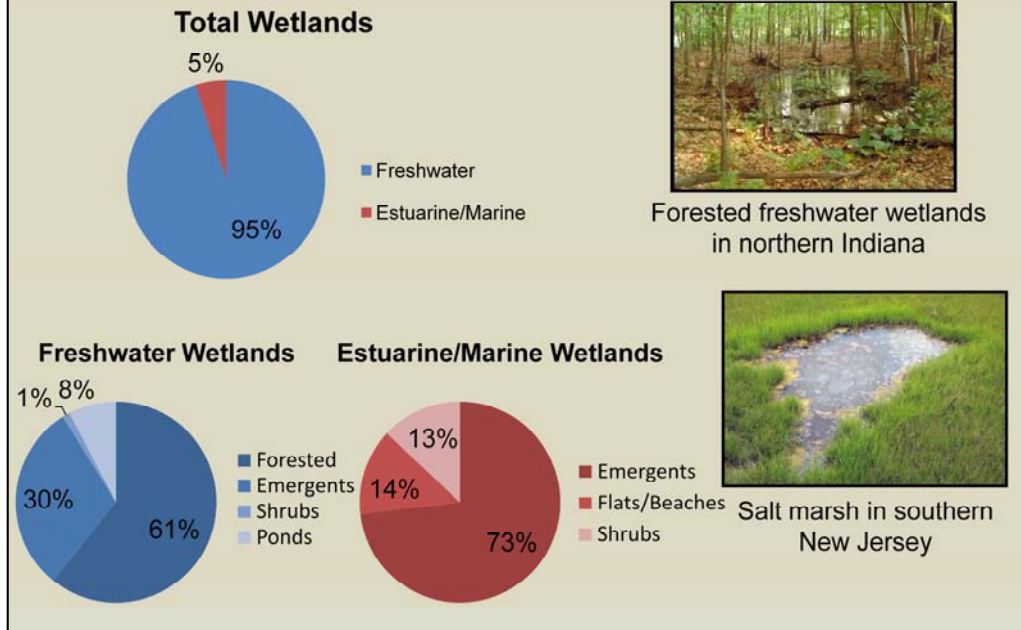 Total Wetlands
5%
95%
Freshwater
Estuarine/Marine
Forested freshwater wetlands
in northern Indiana
Freshwater Wetlands
1%
8%
30%
61%
Forested
Emergents
Shrubs
Ponds
Estuarine/Marine Wetlands
13%
14%
73%
Emergents
Flats/Beaches
Shrubs
Salt marsh in southern
New Jersey